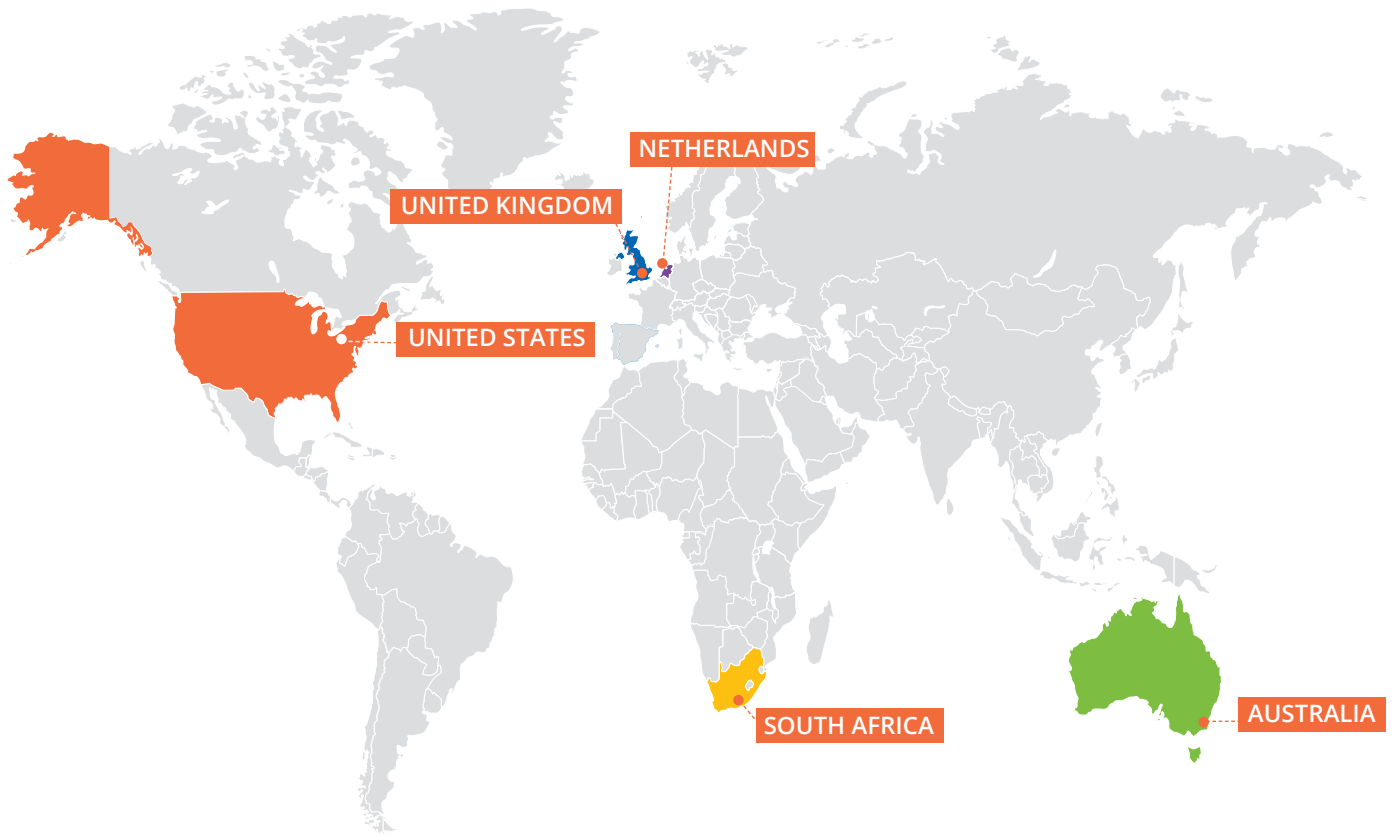 NETHERLANDS
UNITED KINGDOM
UNITED STATES
SOUTH AFRICA
AUSTRALIA